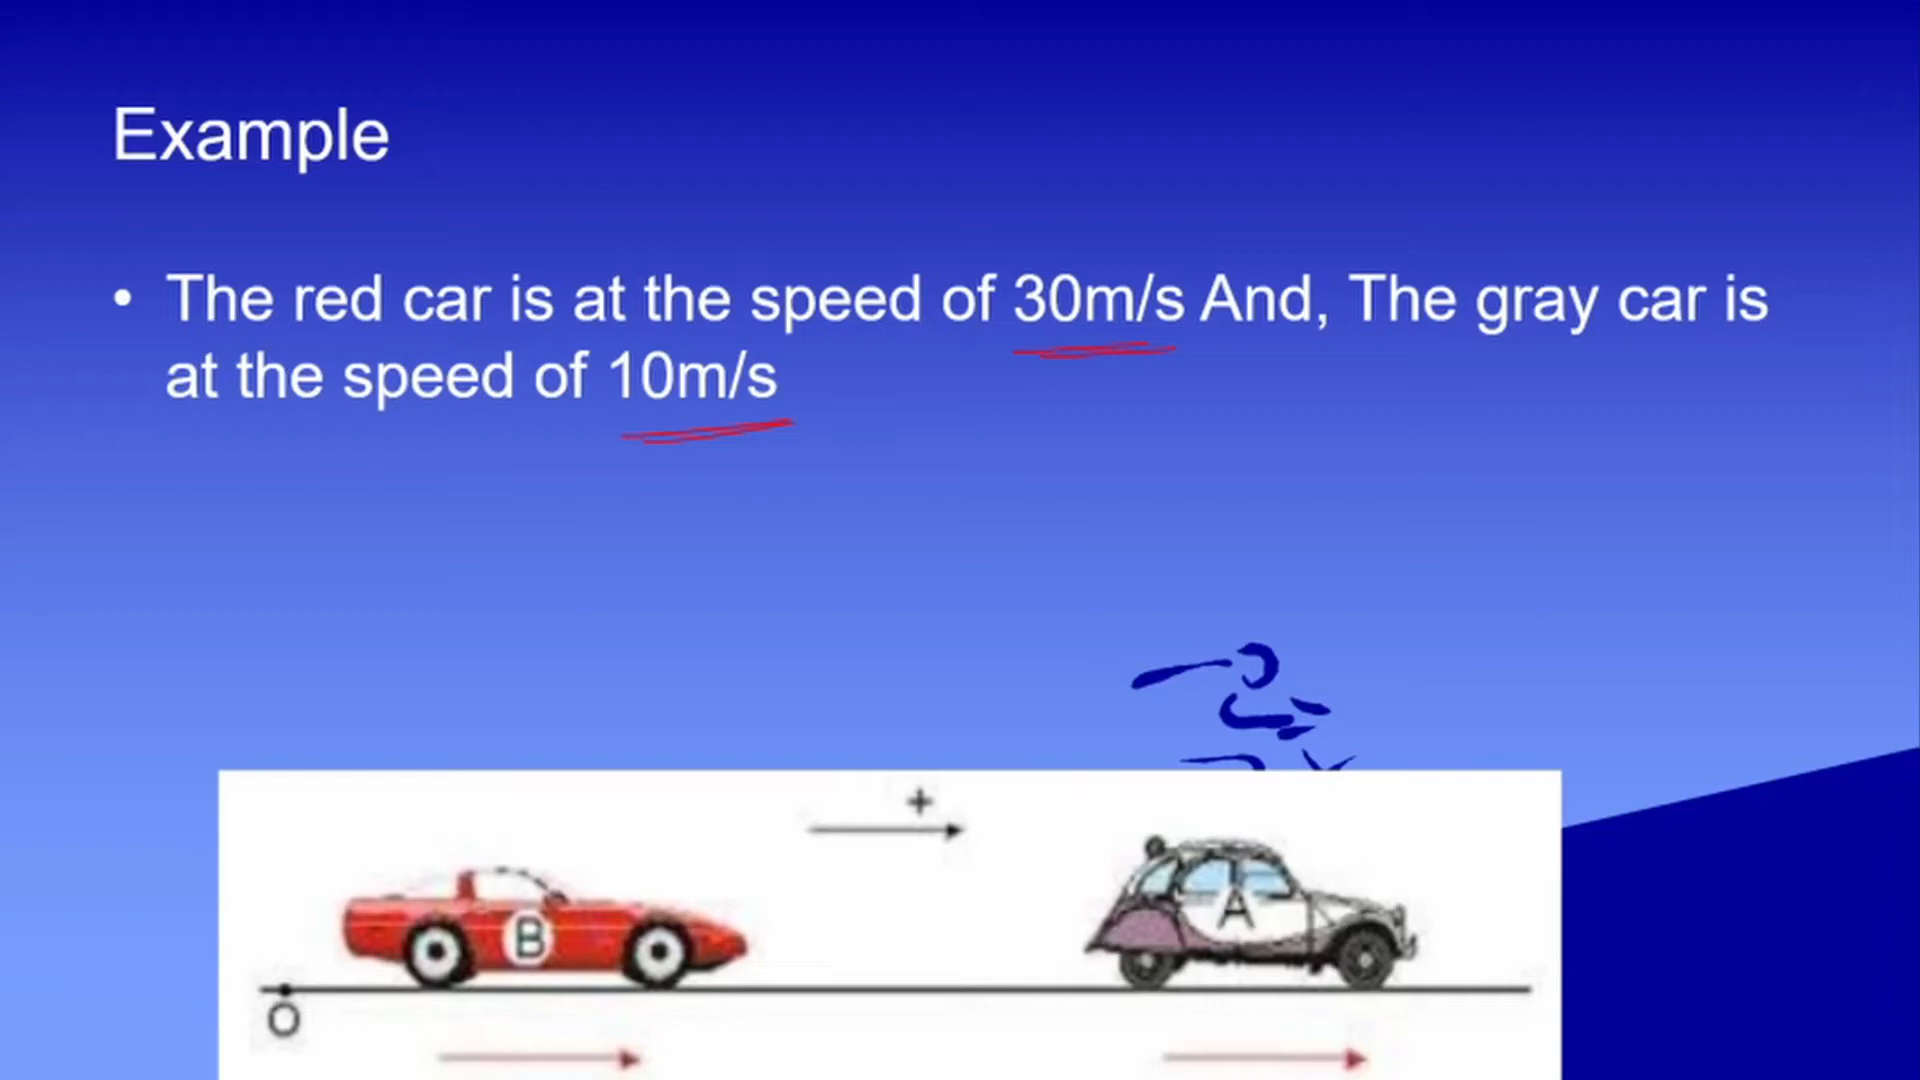 Example
• The red car is at the speed of 30m/s And, The gray car is
at the speed of 10m/s
+
B
A
O